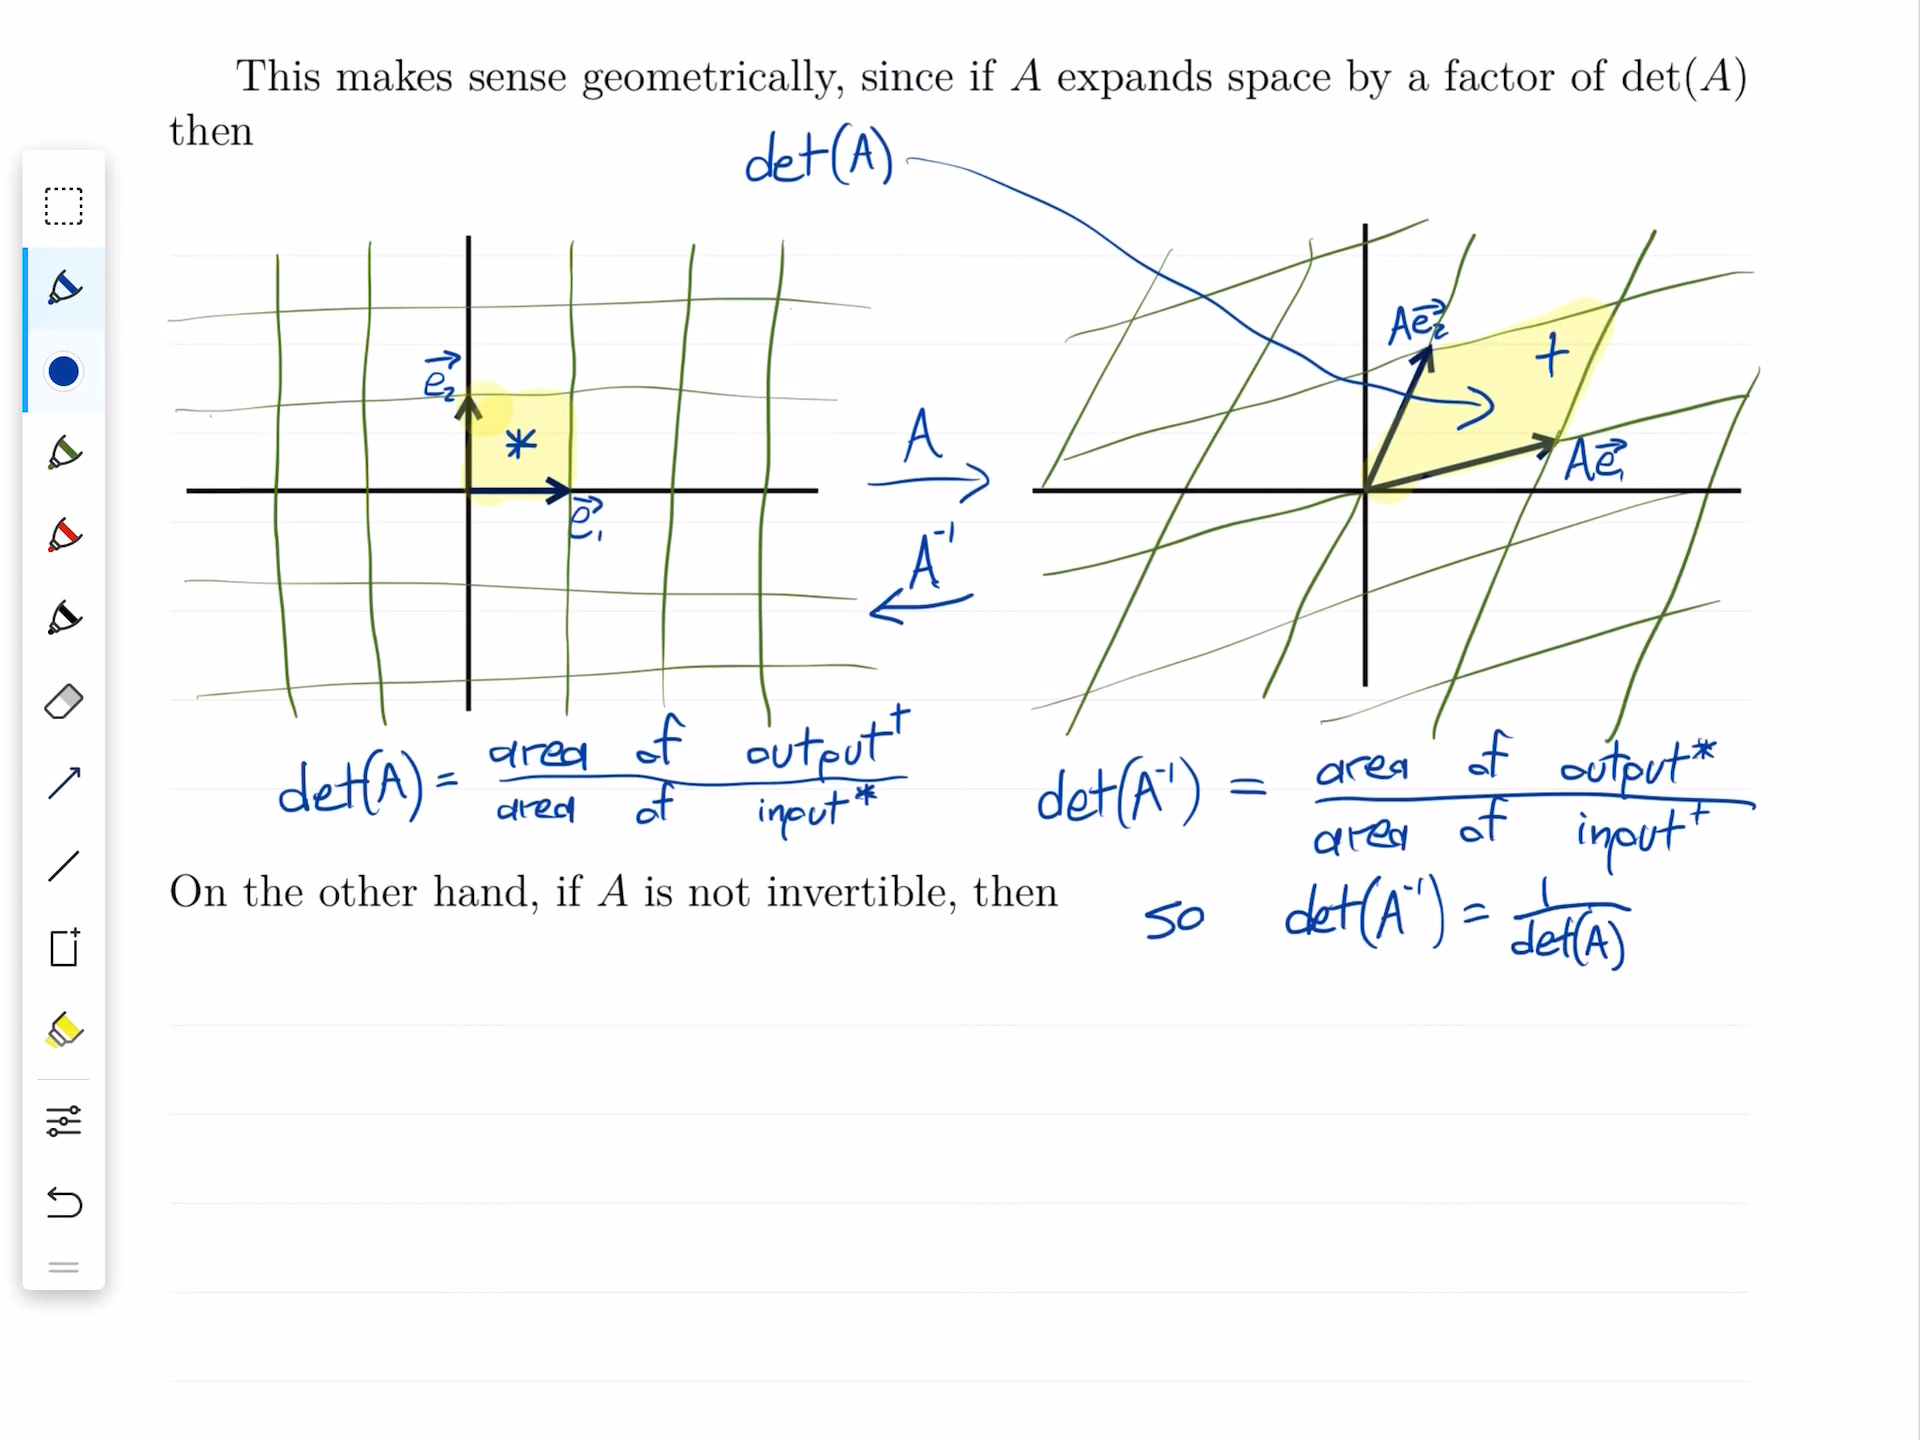 This makes sense geometrically, since if A expands space by a factor of det(A)
then
det(A)
e⃗₂
*
e⃗₁
A
A⁻¹
Ae⃗₂
+
Ae⃗₁
det(A) = area of output† / area of input*
det(A⁻¹) = area of output* / area of input†
On the other hand, if A is not invertible, then
so det(A⁻¹) = 1 / det(A)